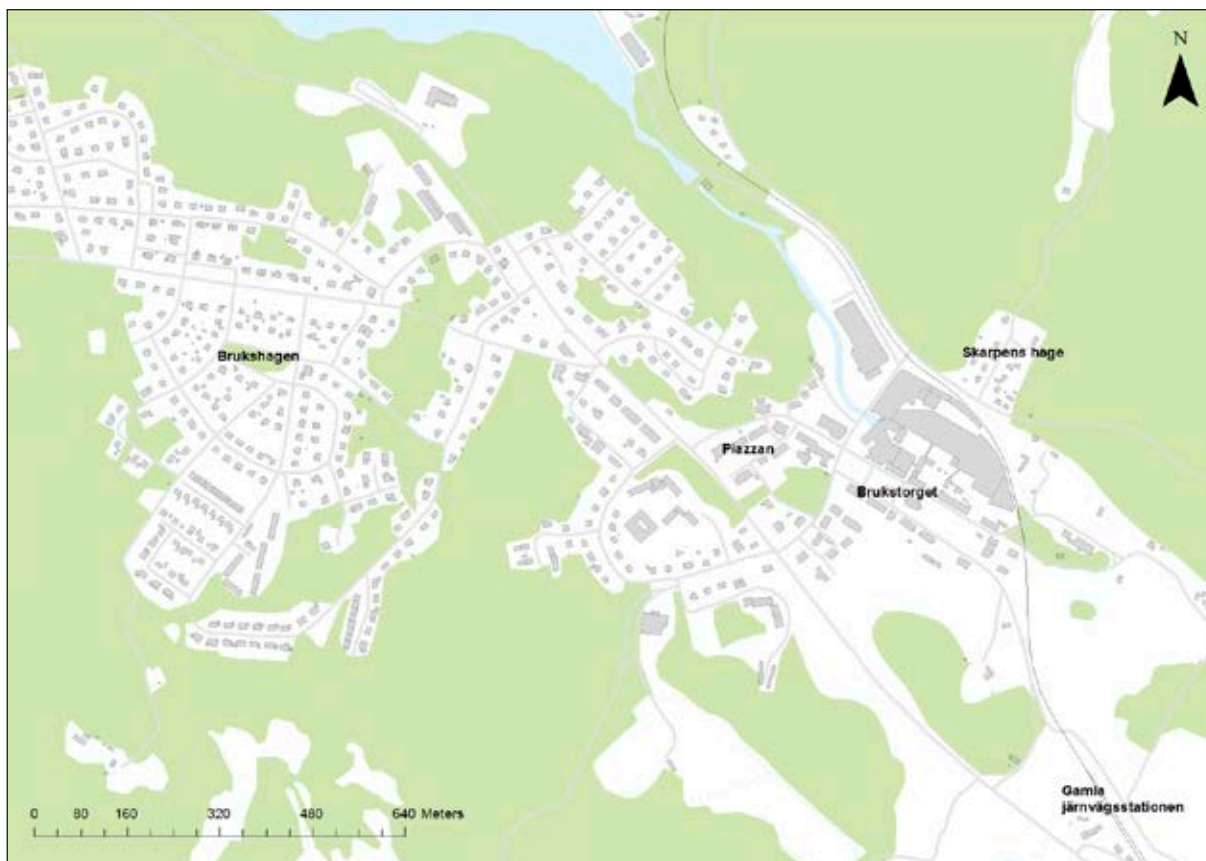 N
Skarpens hage
Brukshagen
Piazzan
Brukstorget
Gamla
järnvägsstationen
0 80 160 320 480 640 Meters